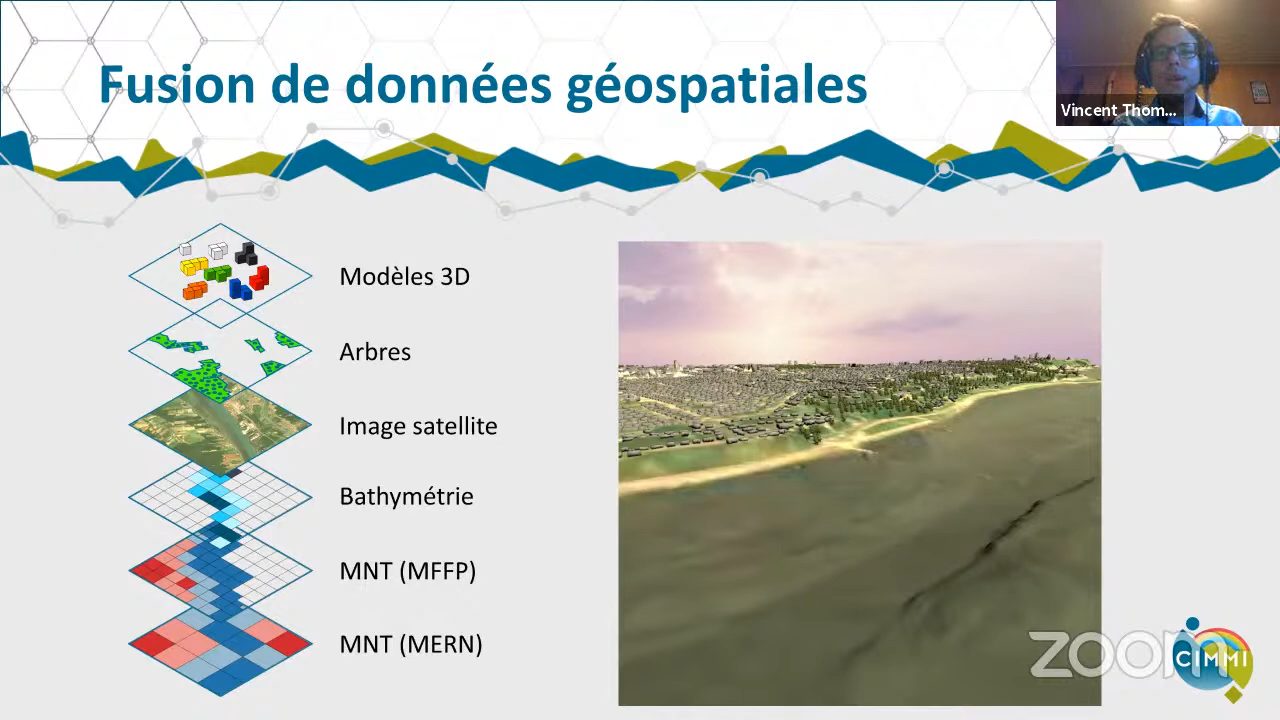 Fusion de données géospatiales
Vincent Thom...
Modèles 3D
Arbres
Image satellite
Bathymétrie
MNT (MFFP)
MNT (MERN)
zoom
CIMMI